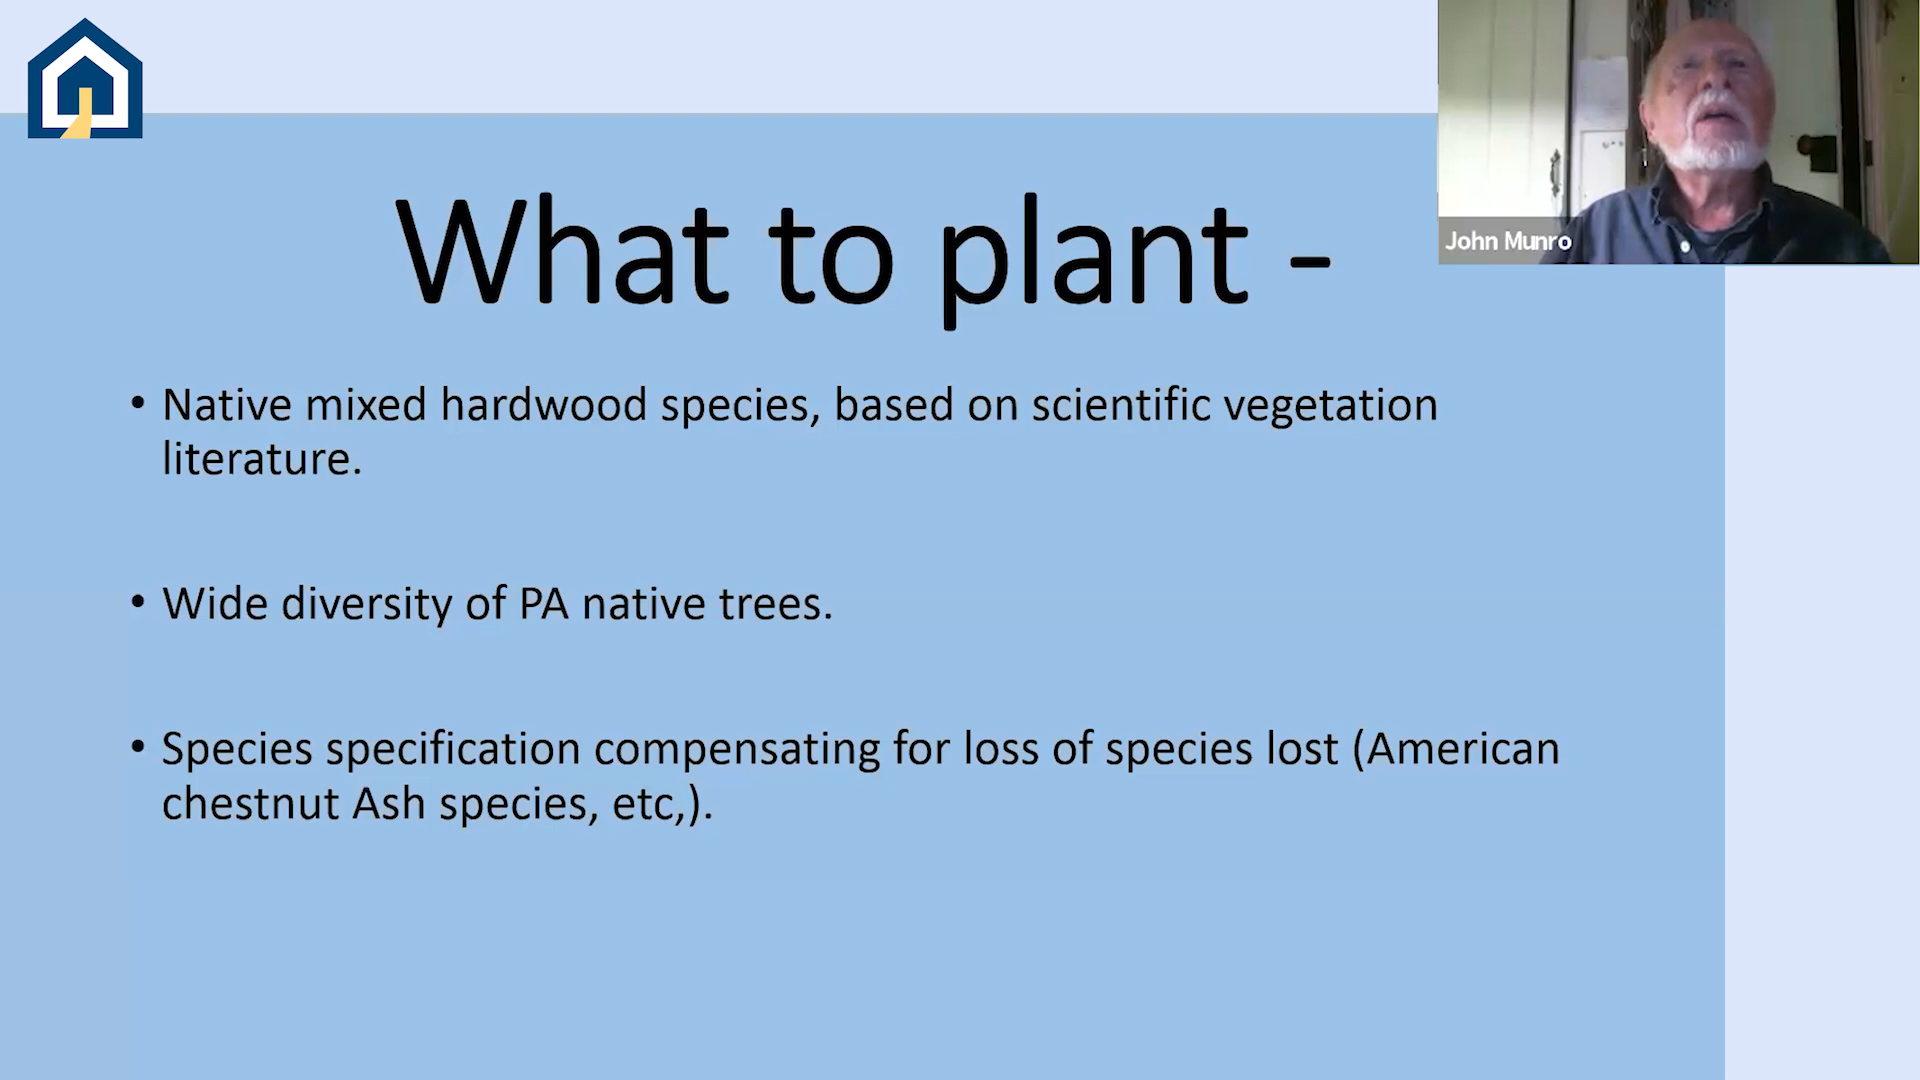 What to plant -
John Munro
• Native mixed hardwood species, based on scientific vegetation
literature.
• Wide diversity of PA native trees.
• Species specification compensating for loss of species lost (American
chestnut Ash species, etc,).